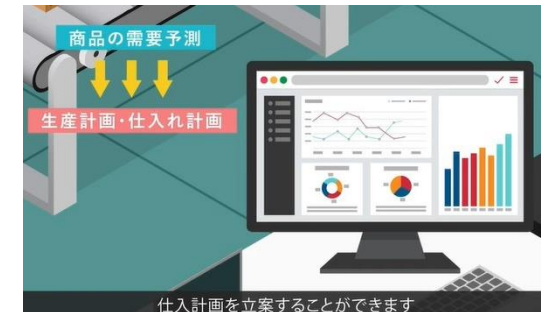 商品の需要予測
生産計画・仕入れ計画
仕入計画を立案することができます